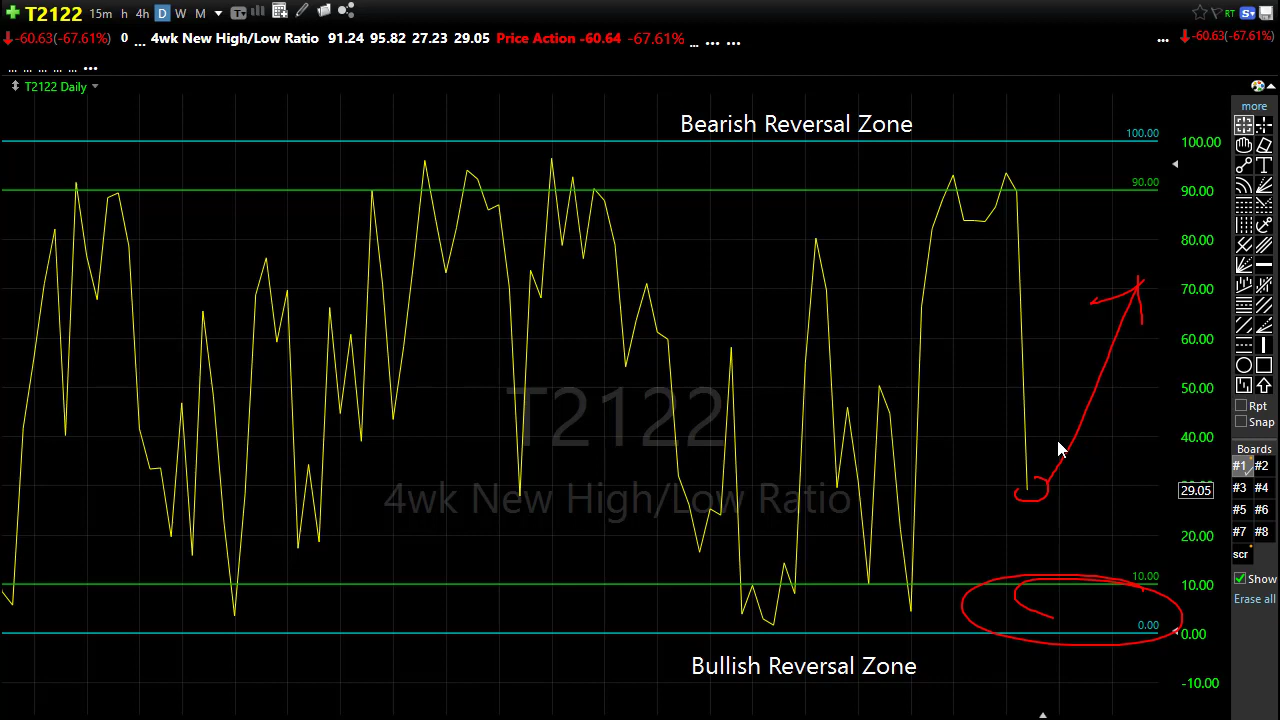 T2122 15m h 4h D W M T RT S
-60.63(-67.61%) 0 ... 4wk New High/Low Ratio 91.24 95.82 27.23 29.05 Price Action -60.64 -67.61% ... ... ... ... -60.63(-67.61%)
... ... ... ... ... ...
T2122 Daily
more
Bearish Reversal Zone
100.00 100.00
90.00 90.00
80.00
70.00
60.00
50.00
40.00
29.05
20.00
10.00 10.00
0.00 0.00
-10.00
T2122
4wk New High/Low Ratio
Bullish Reversal Zone
Rpt
Snap
Boards
#1 #2
#3 #4
#5 #6
#7 #8
scr
Show
Erase all